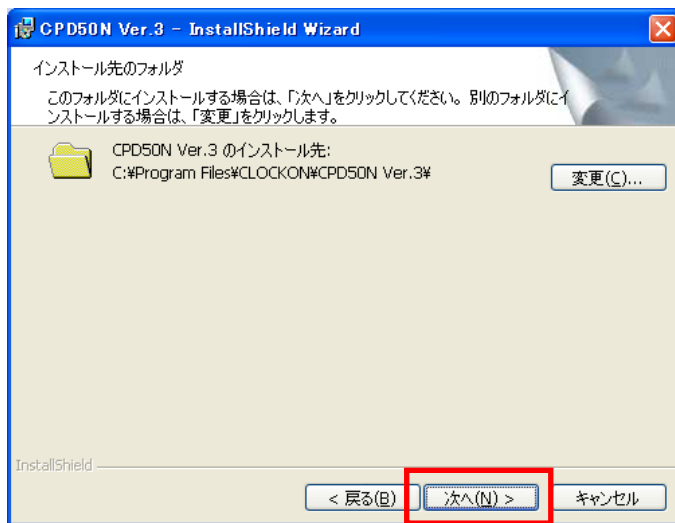 CPD50N Ver.3 - InstallShield Wizard
インストール先のフォルダ
このフォルダにインストールする場合は、「次へ」をクリックしてください。別のフォルダにイ
ンストールする場合は、「変更」をクリックします。
CPD50N Ver.3 のインストール先:
C:¥Program Files¥CLOCKON¥CPD50N Ver.3¥
変更(C)...
InstallShield
< 戻る(B)
次へ(N) >
キャンセル